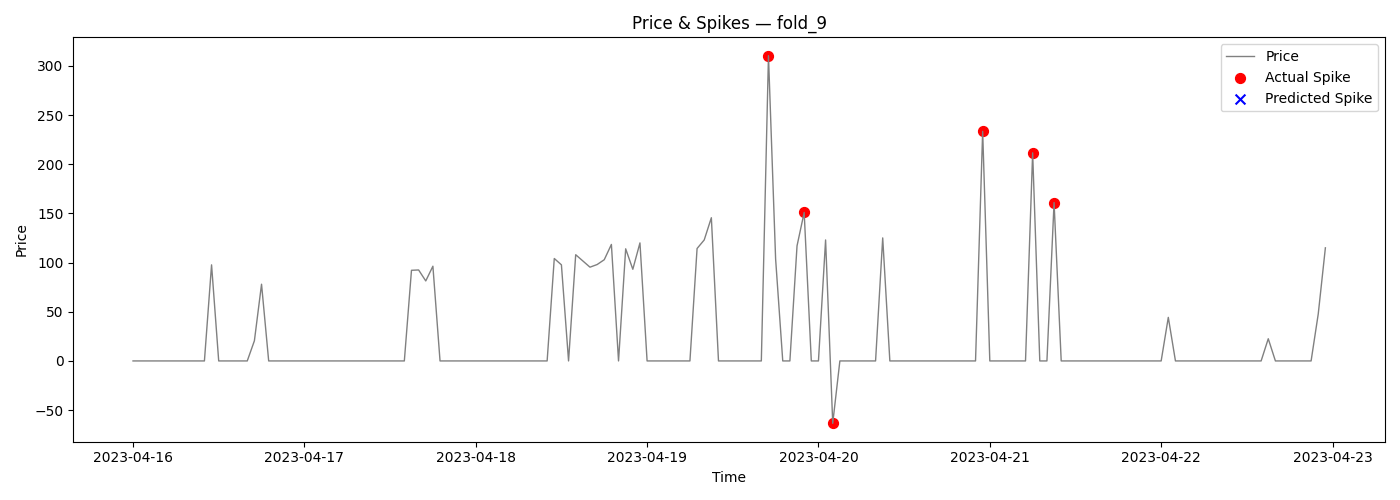 Price & Spikes — fold_9
Price
Actual Spike
Predicted Spike
300
250
200
150
100
50
0
−50
Price
2023-04-16
2023-04-17
2023-04-18
2023-04-19
2023-04-20
2023-04-21
2023-04-22
2023-04-23
Time